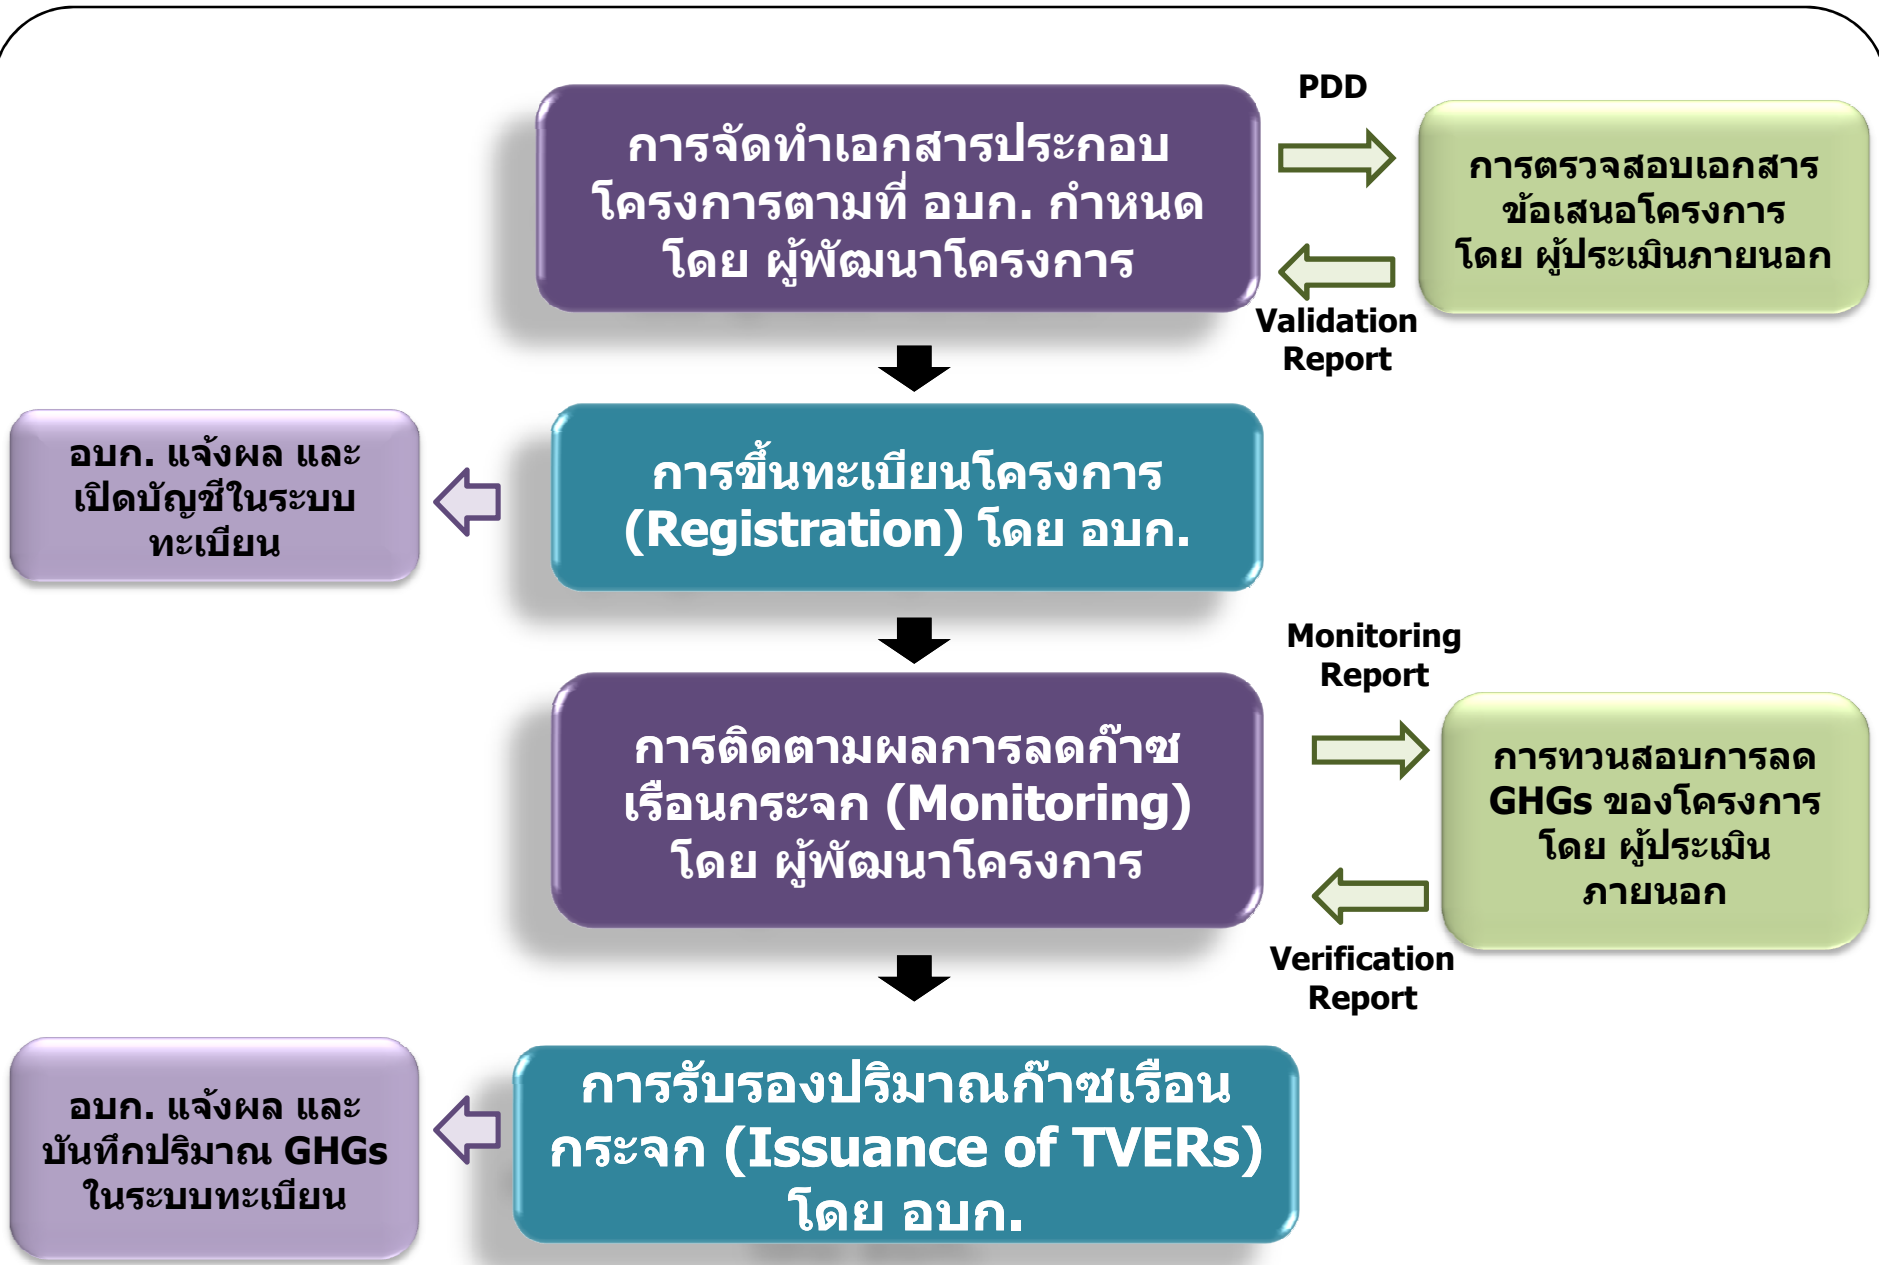 การจัดทำเอกสารประกอบ
โครงการตามที่ อบก. กำหนด
โดย ผู้พัฒนาโครงการ
PDD
การตรวจสอบเอกสาร
ข้อเสนอโครงการ
โดย ผู้ประเมินภายนอก
Validation
Report
อบก. แจ้งผล และ
เปิดบัญชีในระบบ
ทะเบียน
การขึ้นทะเบียนโครงการ
(Registration) โดย อบก.
Monitoring
Report
การติดตามผลการลดก๊าซ
เรือนกระจก (Monitoring)
โดย ผู้พัฒนาโครงการ
การทวนสอบการลด
GHGs ของโครงการ
โดย ผู้ประเมิน
ภายนอก
Verification
Report
อบก. แจ้งผล และ
บันทึกปริมาณ GHGs
ในระบบทะเบียน
การรับรองปริมาณก๊าซเรือน
กระจก (Issuance of TVERs)
โดย อบก.